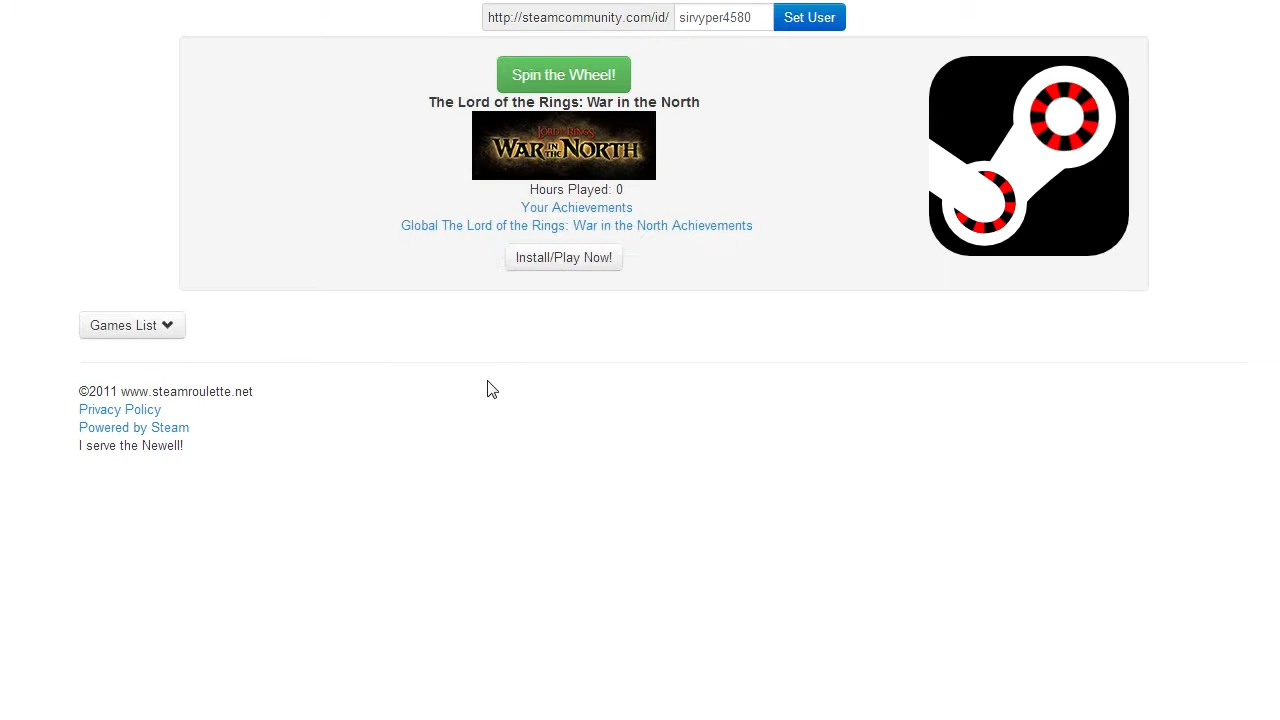 http://steamcommunity.com/id/ sirvyper4580 Set User
Spin the Wheel!
The Lord of the Rings: War in the North
THE LORD OF THE RINGS
WAR IN THE NORTH
Hours Played: 0
Your Achievements
Global The Lord of the Rings: War in the North Achievements
Install/Play Now!
Games List
©2011 www.steamroulette.net
Privacy Policy
Powered by Steam
I serve the Newell!